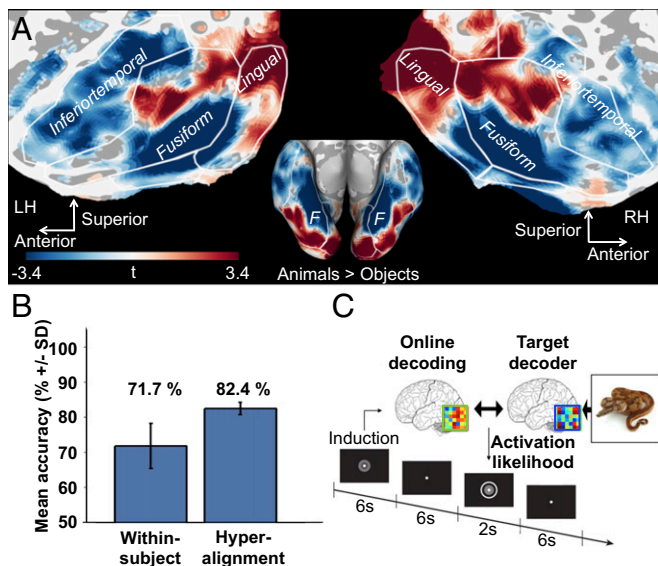 A
Inferiortemporal
Fusiform
Lingual
Lingual
Fusiform
Inferiortemporal
LH
Superior
Anterior
F
F
Superior
RH
Anterior
-3.4
t
3.4
Animals > Objects
B
Mean accuracy (% +/- SD)
100
90
80
70
60
50
71.7 %
82.4 %
Within-
subject
Hyper-
alignment
C
Online
decoding
Target
decoder
Induction
Activation
likelihood
6s
6s
2s
6s